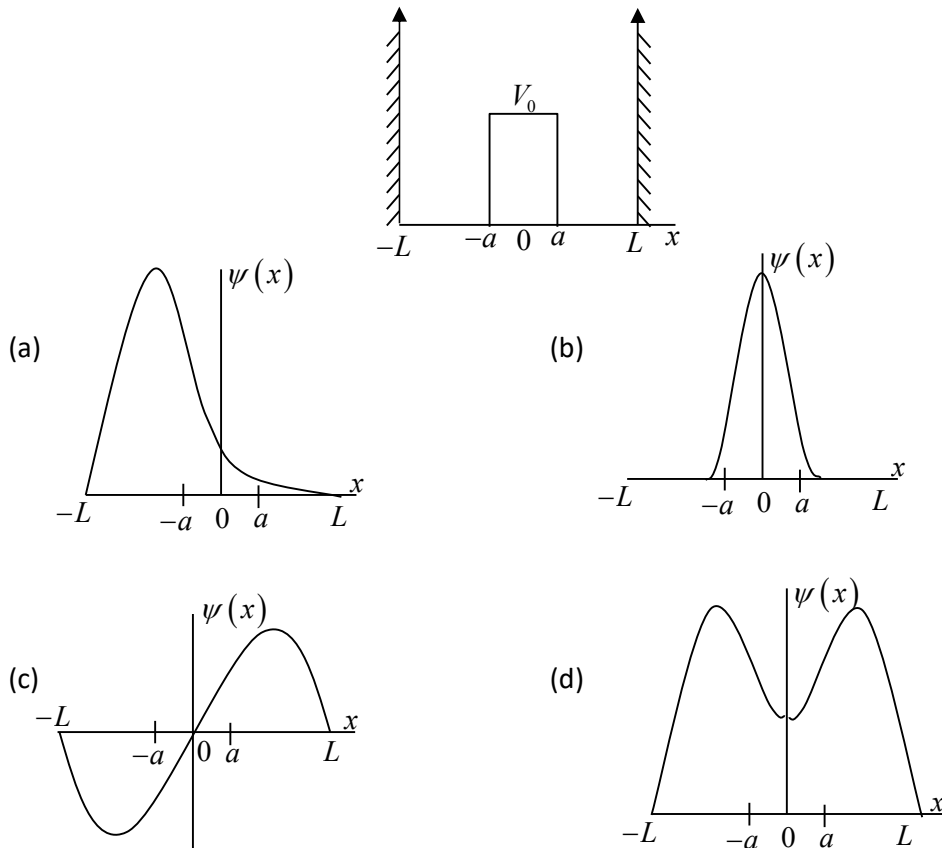 V₀
−L −a 0 a L x
(a) ψ(x)
−L −a 0 a L x
(b) ψ(x)
−L −a 0 a L x
(c) ψ(x)
−L −a 0 a L x
(d) ψ(x)
−L −a 0 a L x